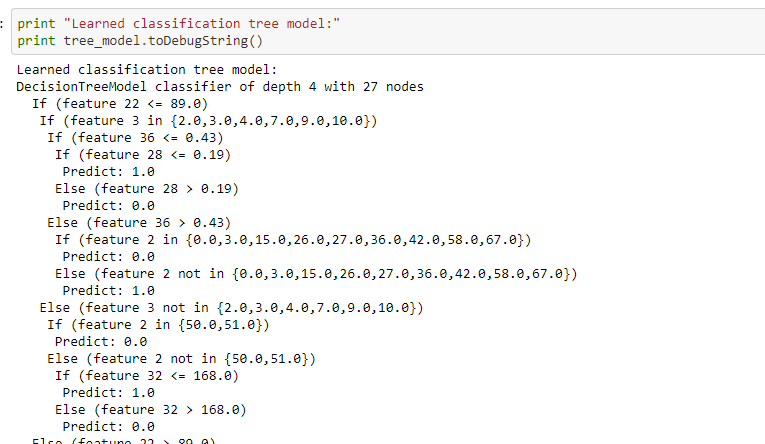 :
print "Learned classification tree model:"
print tree_model.toDebugString()
Learned classification tree model:
DecisionTreeModel classifier of depth 4 with 27 nodes
If (feature 22 <= 89.0)
If (feature 3 in {2.0,3.0,4.0,7.0,9.0,10.0})
If (feature 36 <= 0.43)
If (feature 28 <= 0.19)
Predict: 1.0
Else (feature 28 > 0.19)
Predict: 0.0
Else (feature 36 > 0.43)
If (feature 2 in {0.0,3.0,15.0,26.0,27.0,36.0,42.0,58.0,67.0})
Predict: 0.0
Else (feature 2 not in {0.0,3.0,15.0,26.0,27.0,36.0,42.0,58.0,67.0})
Predict: 1.0
Else (feature 3 not in {2.0,3.0,4.0,7.0,9.0,10.0})
If (feature 2 in {50.0,51.0})
Predict: 0.0
Else (feature 2 not in {50.0,51.0})
If (feature 32 <= 168.0)
Predict: 1.0
Else (feature 32 > 168.0)
Predict: 0.0
Else (feature 22 > 89.0)